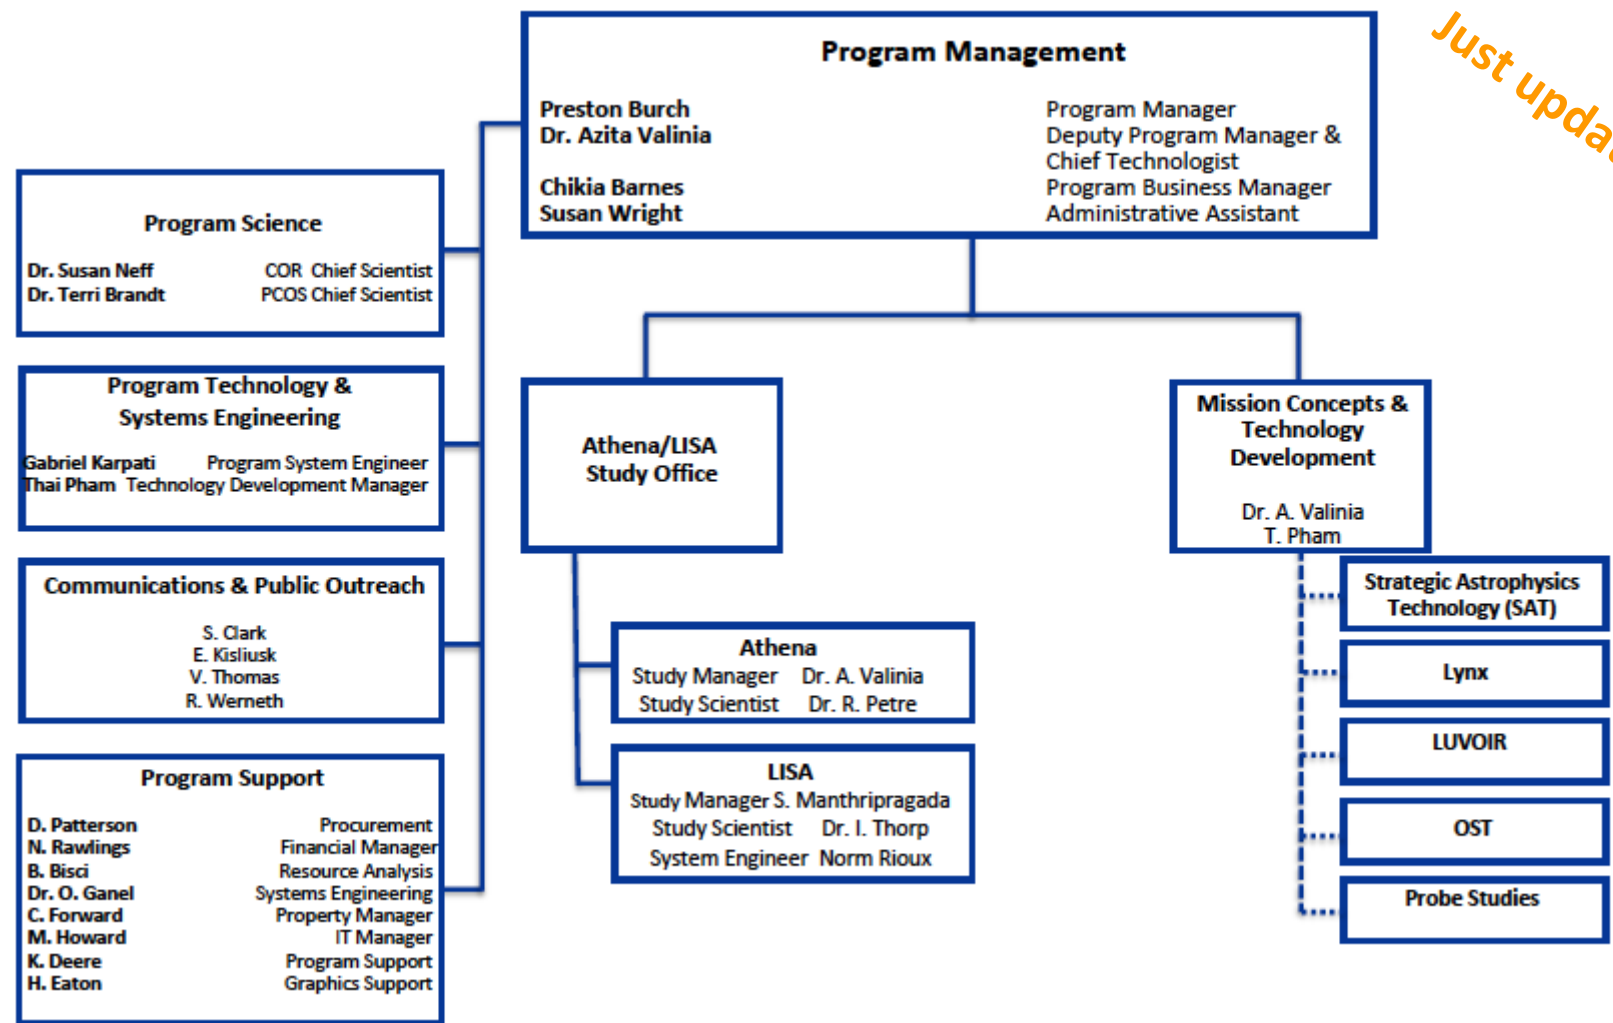 Just upda
Program Management
Preston Burch Program Manager
Dr. Azita Valinia Deputy Program Manager &
Chief Technologist
Chikia Barnes Program Business Manager
Susan Wright Administrative Assistant
Program Science
Dr. Susan Neff COR Chief Scientist
Dr. Terri Brandt PCOS Chief Scientist
Program Technology &
Systems Engineering
Gabriel Karpati Program System Engineer
Thai Pham Technology Development Manager
Communications & Public Outreach
S. Clark
E. Kisliusk
V. Thomas
R. Werneth
Program Support
D. Patterson Procurement
N. Rawlings Financial Manager
B. Bisci Resource Analysis
Dr. O. Ganel Systems Engineering
C. Forward Property Manager
M. Howard IT Manager
K. Deere Program Support
H. Eaton Graphics Support
Athena/LISA
Study Office
Athena
Study Manager Dr. A. Valinia
Study Scientist Dr. R. Petre
LISA
Study Manager S. Manthripragada
Study Scientist Dr. I. Thorp
System Engineer Norm Rioux
Mission Concepts &
Technology
Development
Dr. A. Valinia
T. Pham
Strategic Astrophysics
Technology (SAT)
Lynx
LUVOIR
OST
Probe Studies